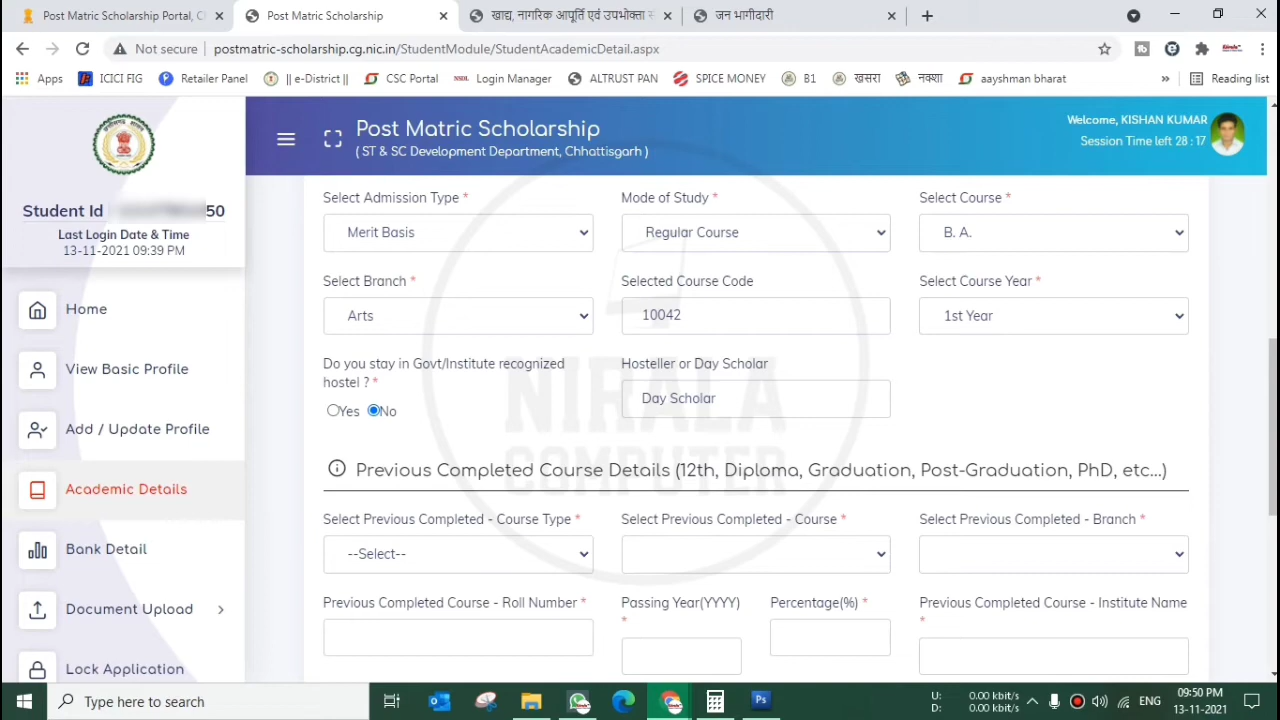 Post Matric Scholarship Portal, C
Post Matric Scholarship
खाद्य, नागरिक आपूर्ति एवं उपभोक्ता स
जन भागीदारी
Not secure
postmatric-scholarship.cg.nic.in/StudentModule/StudentAcademicDetail.aspx
Apps
ICICI FIG
Retailer Panel
|| e-District ||
CSC Portal
NSDL
Login Manager
ALTRUST PAN
SPICE MONEY
B1
खसरा
नक्शा
aayshman bharat
»
Reading list
Post Matric Scholarship
( ST & SC Development Department, Chhattisgarh )
Welcome, KISHAN KUMAR
Session Time left 28 : 17
Student Id
50
Last Login Date & Time
13-11-2021 09:39 PM
Home
View Basic Profile
Add / Update Profile
Academic Details
Bank Detail
Document Upload
Lock Application
Select Admission Type *
Mode of Study *
Select Course *
Merit Basis
Regular Course
B. A.
Select Branch *
Selected Course Code
Select Course Year *
Arts
10042
1st Year
Do you stay in Govt/Institute recognized
hostel ? *
Hosteller or Day Scholar
Yes
No
Day Scholar
NIRALA
COMPUTER
Previous Completed Course Details (12th, Diploma, Graduation, Post-Graduation, PhD, etc...)
Select Previous Completed - Course Type *
Select Previous Completed - Course *
Select Previous Completed - Branch *
--Select--
Previous Completed Course - Roll Number *
Passing Year(YYYY)
*
Percentage(%) *
Previous Completed Course - Institute Name
*
Type here to search
Ps
U:
0.00 kbit/s
D:
0.00 kbit/s
ENG
09:50 PM
13-11-2021